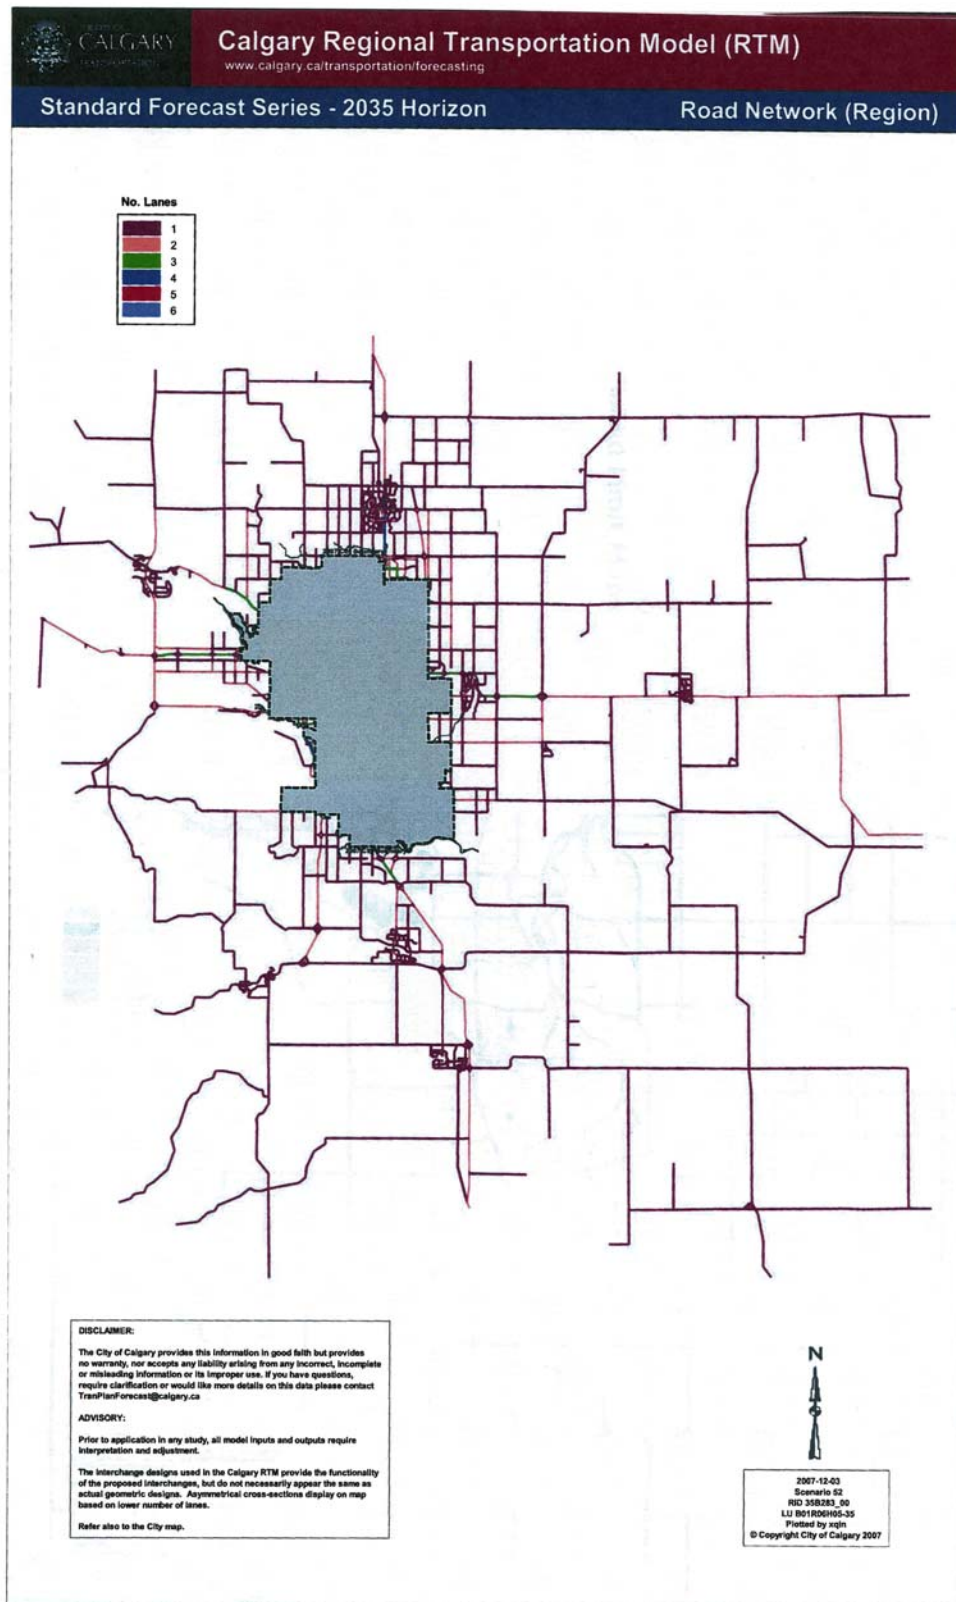 THE CITY OF
CALGARY
TRANSPORTATION
Calgary Regional Transportation Model (RTM)
www.calgary.ca/transportation/forecasting
Standard Forecast Series - 2035 Horizon
Road Network (Region)
No. Lanes
1
2
3
4
5
6
DISCLAIMER:
The City of Calgary provides this information in good faith but provides
no warranty, nor accepts any liability arising from any incorrect, incomplete
or misleading information or its improper use. If you have questions,
require clarification or would like more details on this data please contact
TranPlanForecast@calgary.ca
ADVISORY:
Prior to application in any study, all model inputs and outputs require
interpretation and adjustment.
The interchange designs used in the Calgary RTM provide the functionality
of the proposed interchanges, but do not necessarily appear the same as
actual geometric designs. Asymmetrical cross-sections display on map
based on lower number of lanes.
Refer also to the City map.
N
2007-12-03
Scenario 52
RID 35B283_00
LU B01R06H05-35
Plotted by xqin
© Copyright City of Calgary 2007